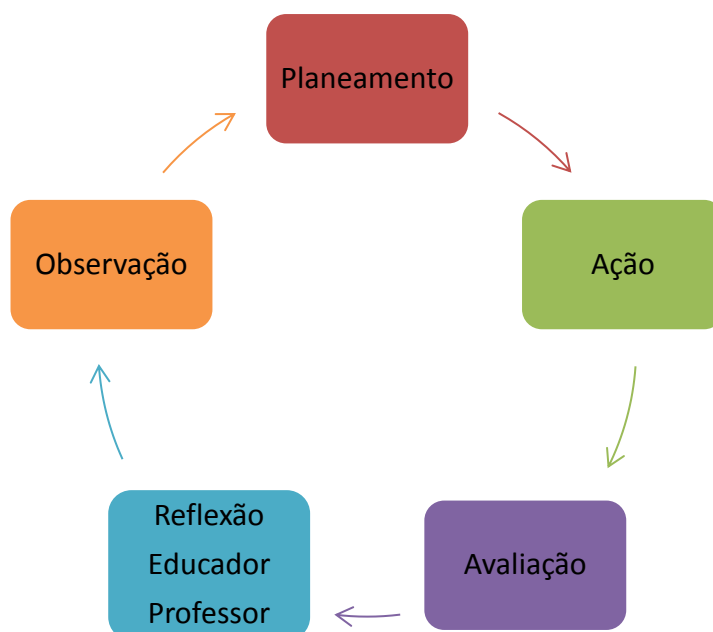 Planeamento
Ação
Avaliação
Reflexão
Educador
Professor
Observação